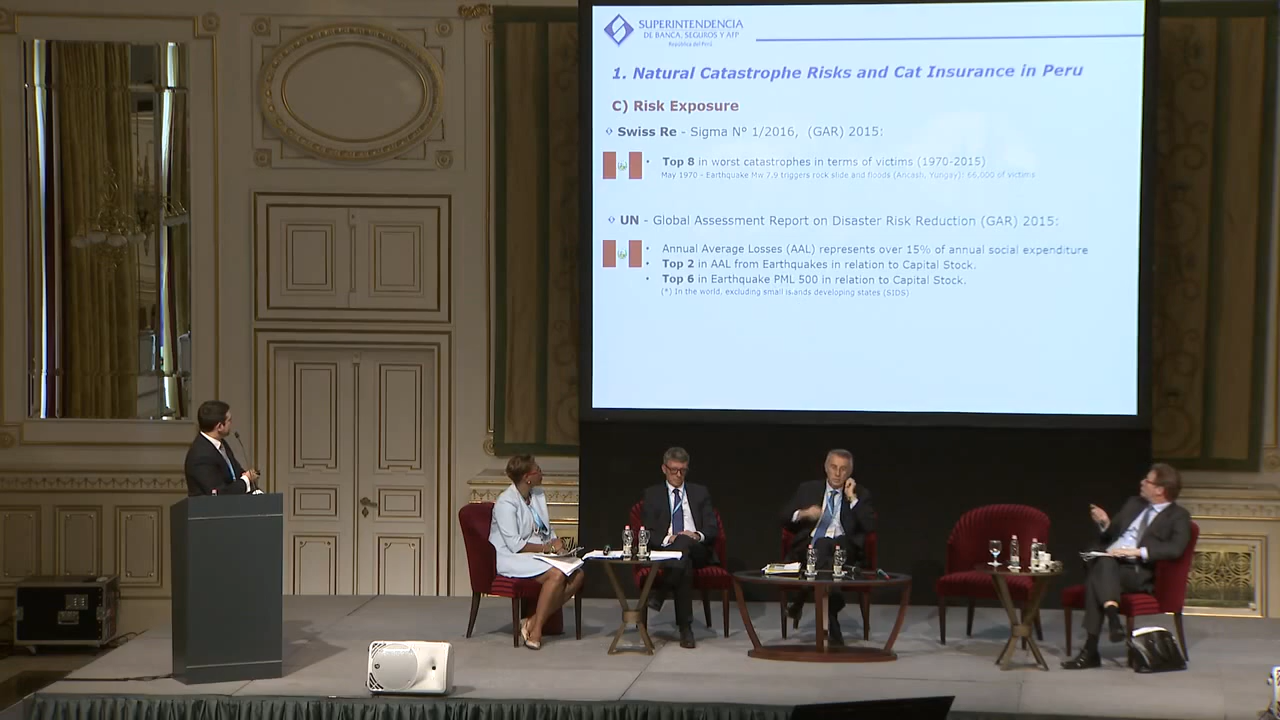 SUPERINTENDENCIA
DE BANCA, SEGUROS Y AFP
República del Perú
1. Natural Catastrophe Risks and Cat Insurance in Peru
C) Risk Exposure
Swiss Re - Sigma N° 1/2016, (GAR) 2015:
• Top 8 in worst catastrophes in terms of victims (1970-2015)
May 1970 - Earthquake Mw 7.9 triggers rock slide and floods (Ancash, Yungay): 66,000 of victims
UN - Global Assessment Report on Disaster Risk Reduction (GAR) 2015:
• Annual Average Losses (AAL) represents over 15% of annual social expenditure
• Top 2 in AAL from Earthquakes in relation to Capital Stock.
• Top 6 in Earthquake PML 500 in relation to Capital Stock.
(*) In the world, excluding small islands developing states (SIDS)